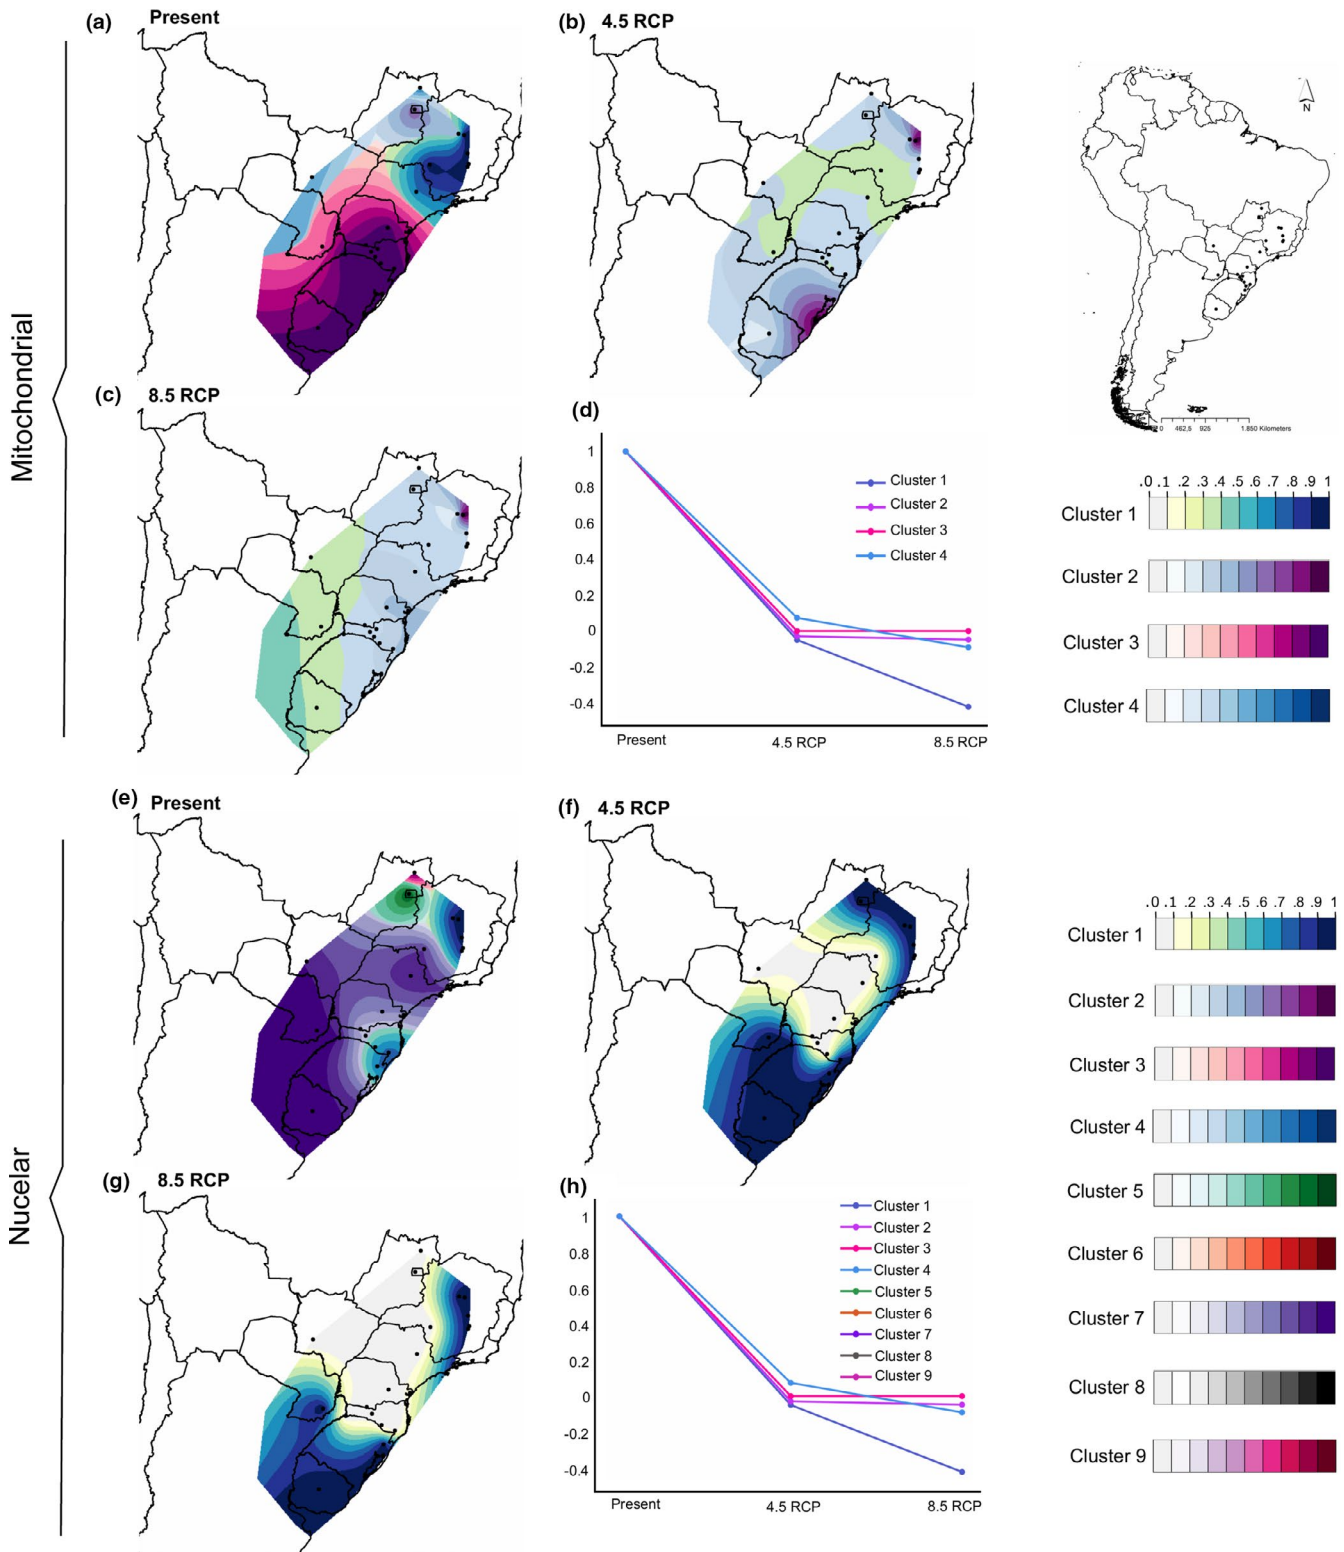 (a) Present
(b) 4.5 RCP
N
0 462,5 925 1.850 Kilometers
Mitochondrial
(c) 8.5 RCP
(d)
1
0.8
0.6
0.4
0.2
0
-0.2
-0.4
Cluster 1
Cluster 2
Cluster 3
Cluster 4
Present 4.5 RCP 8.5 RCP
.0 .1 .2 .3 .4 .5 .6 .7 .8 .9 1
Cluster 1
Cluster 2
Cluster 3
Cluster 4
(e) Present
(f) 4.5 RCP
Nucelar
(g) 8.5 RCP
(h)
1
0.8
0.6
0.4
0.2
0
-0.2
-0.4
Cluster 1
Cluster 2
Cluster 3
Cluster 4
Cluster 5
Cluster 6
Cluster 7
Cluster 8
Cluster 9
Present 4.5 RCP 8.5 RCP
.0 .1 .2 .3 .4 .5 .6 .7 .8 .9 1
Cluster 1
Cluster 2
Cluster 3
Cluster 4
Cluster 5
Cluster 6
Cluster 7
Cluster 8
Cluster 9